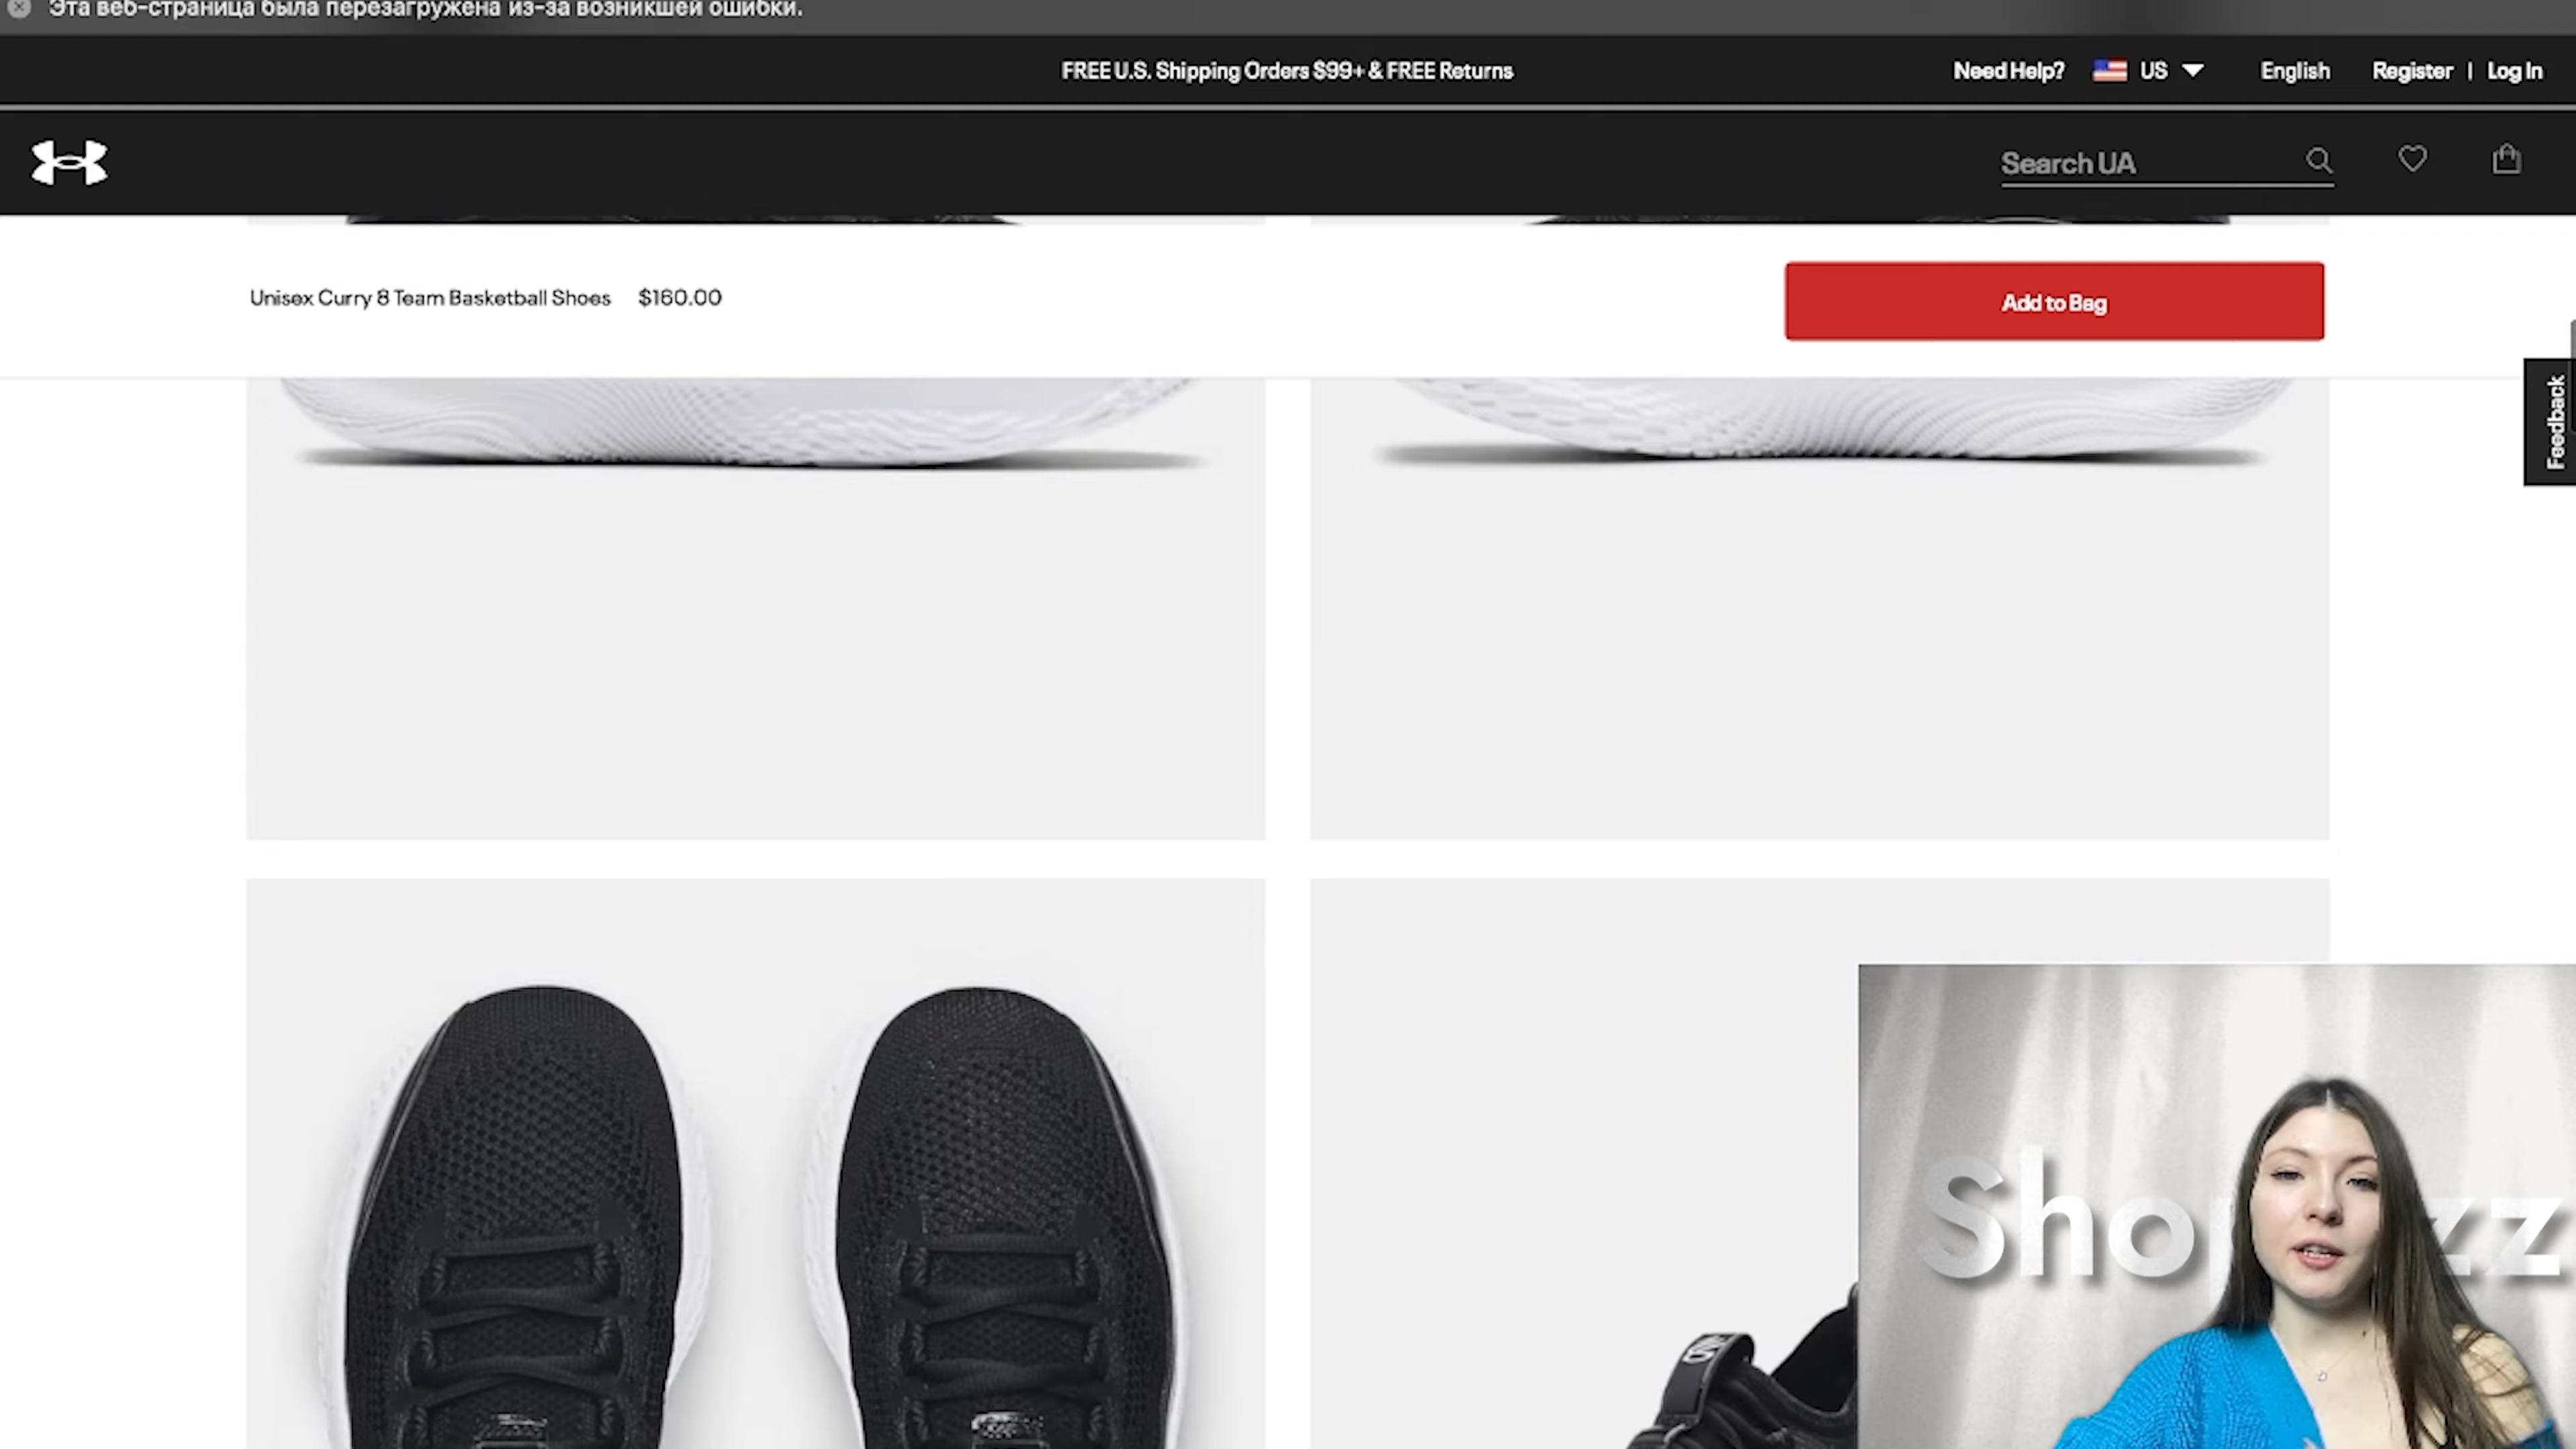 Эта веб-страница была перезагружена из-за возникшей ошибки.
FREE U.S. Shipping Orders $99+ & FREE Returns
Need Help? US English Register | Log In
Search UA
Unisex Curry 8 Team Basketball Shoes $160.00
Add to Bag
Feedback